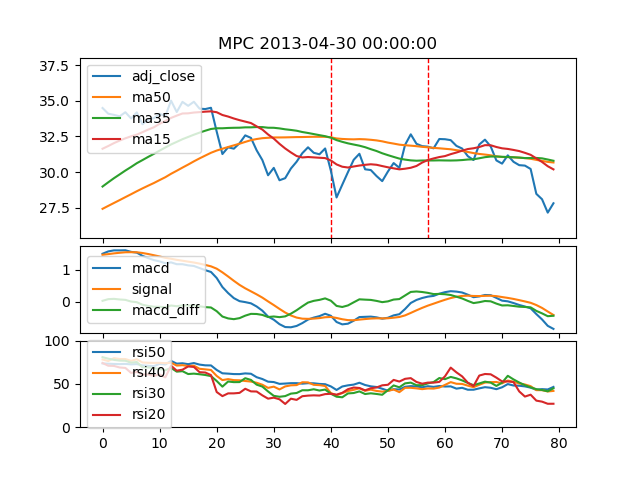 MPC 2013-04-30 00:00:00
37.5
35.0
32.5
30.0
27.5
adj_close
ma50
ma35
ma15
1
0
macd
signal
macd_diff
100
50
0
rsi50
rsi40
rsi30
rsi20
0 10 20 30 40 50 60 70 80